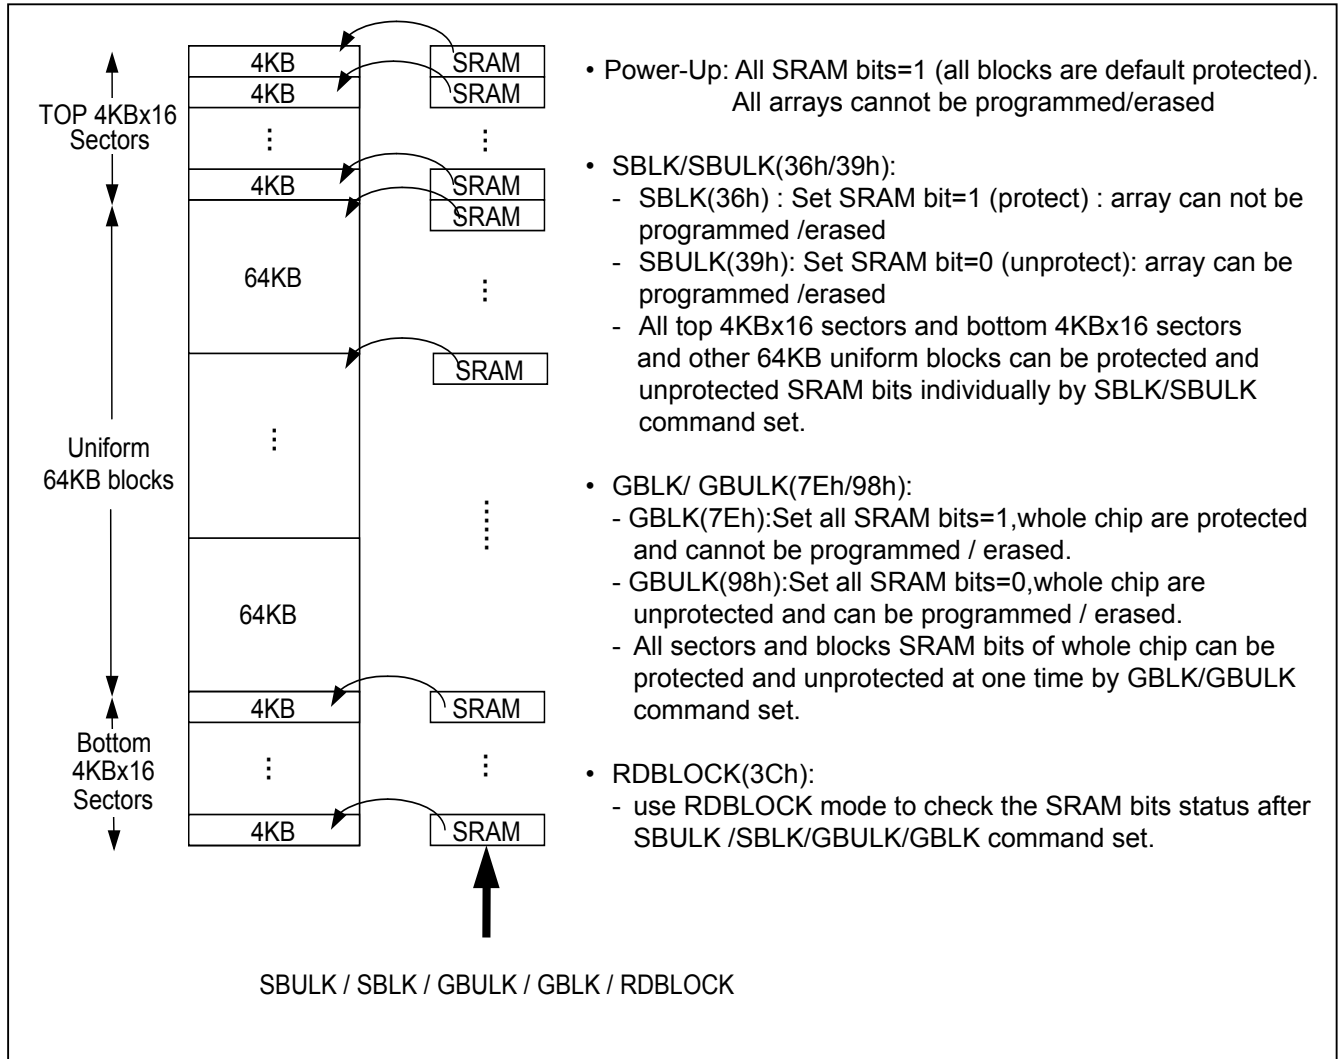 4KB
SRAM
4KB
SRAM
TOP 4KBx16
Sectors
4KB
SRAM
SRAM
64KB
SRAM
Uniform
64KB blocks
64KB
4KB
SRAM
Bottom
4KBx16
Sectors
4KB
SRAM
SBULK / SBLK / GBULK / GBLK / RDBLOCK
• Power-Up: All SRAM bits=1 (all blocks are default protected).
All arrays cannot be programmed/erased
• SBLK/SBULK(36h/39h):
- SBLK(36h) : Set SRAM bit=1 (protect) : array can not be
programmed /erased
- SBULK(39h): Set SRAM bit=0 (unprotect): array can be
programmed /erased
- All top 4KBx16 sectors and bottom 4KBx16 sectors
and other 64KB uniform blocks can be protected and
unprotected SRAM bits individually by SBLK/SBULK
command set.
• GBLK/ GBULK(7Eh/98h):
- GBLK(7Eh):Set all SRAM bits=1,whole chip are protected
and cannot be programmed / erased.
- GBULK(98h):Set all SRAM bits=0,whole chip are
unprotected and can be programmed / erased.
- All sectors and blocks SRAM bits of whole chip can be
protected and unprotected at one time by GBLK/GBULK
command set.
• RDBLOCK(3Ch):
- use RDBLOCK mode to check the SRAM bits status after
SBULK /SBLK/GBULK/GBLK command set.